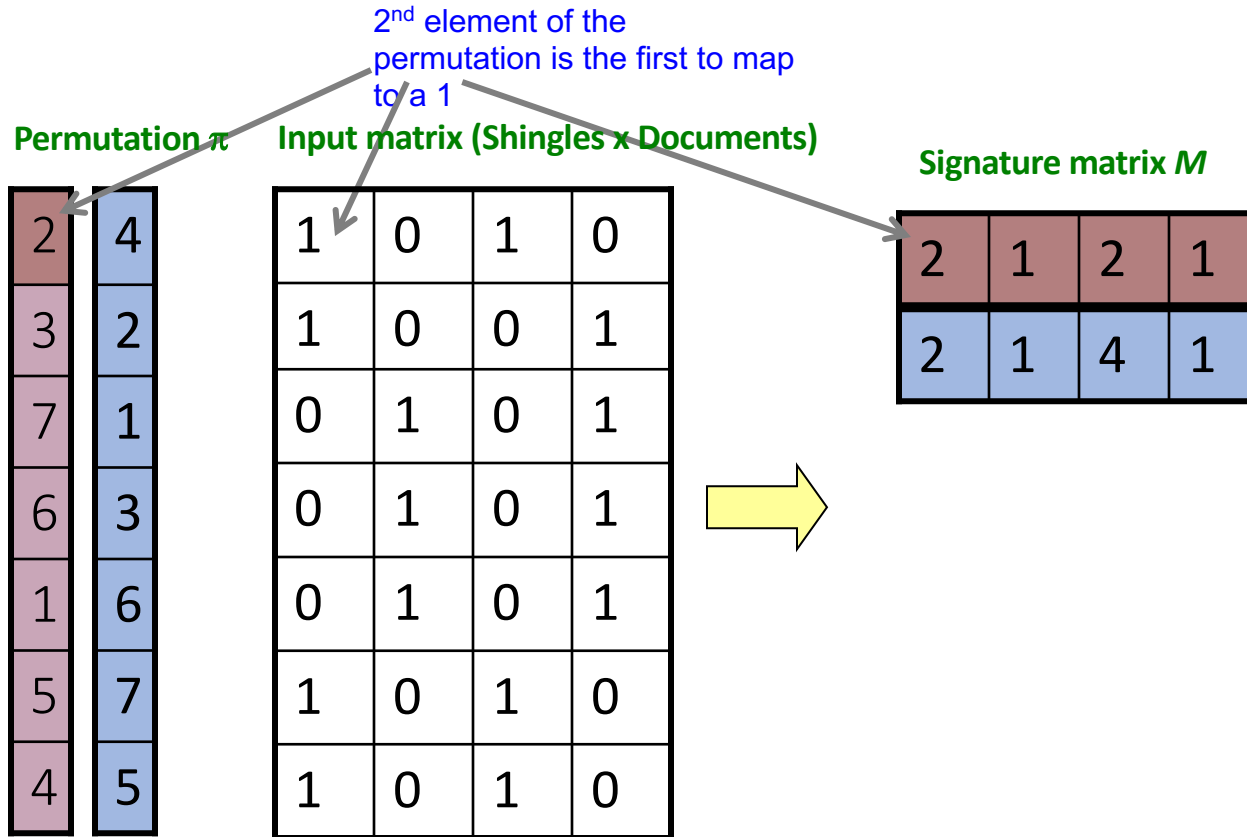 2nd element of the
permutation is the first to map
to a 1
Permutation π
Input matrix (Shingles x Documents)
Signature matrix M
2 4 1 0 1 0
3 2 1 0 0 1
7 1 0 1 0 1
6 3 0 1 0 1
1 6 0 1 0 1
5 7 1 0 1 0
4 5 1 0 1 0
2 1 2 1
2 1 4 1